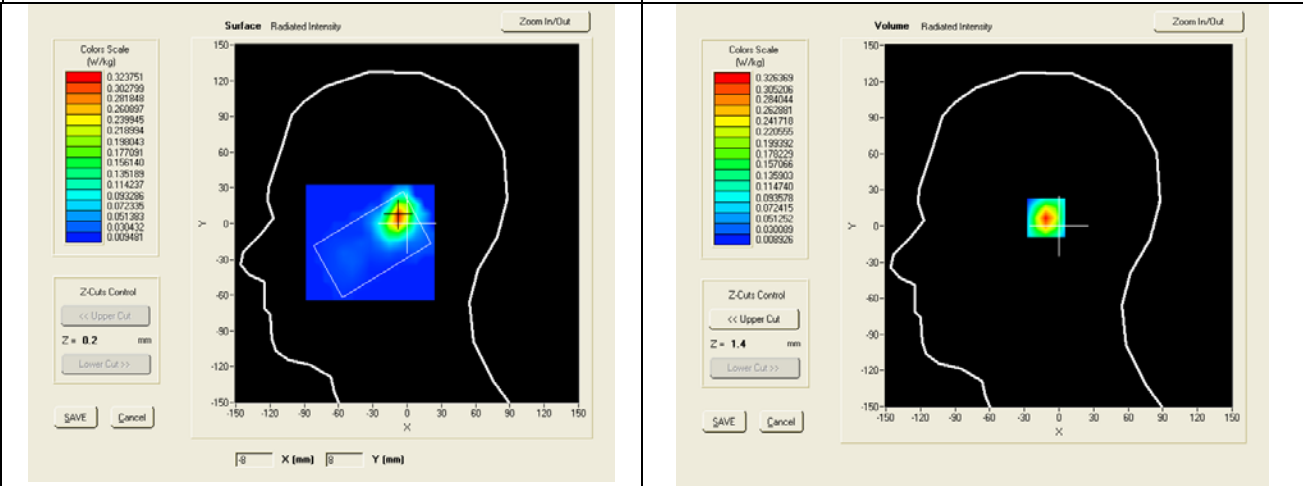 Surface Radiated Intensity
Zoom In/Out
Colors Scale
(W/kg)
0.323751
0.302799
0.281848
0.260897
0.239945
0.218994
0.198043
0.177091
0.156140
0.135189
0.114237
0.093286
0.072335
0.051383
0.030432
0.009481
Z-Cuts Control
<< Upper Cut
Z = 0.2 mm
Lower Cut >>
SAVE Cancel
Y
150
120
90
60
30
0
-30
-60
-90
-120
-150
-150 -120 -90 -60 -30 0 30 60 90 120 150
X
-8 X (mm) 8 Y (mm)
Volume Radiated Intensity
Zoom In/Out
Colors Scale
(W/kg)
0.326369
0.305206
0.284044
0.262881
0.241718
0.220555
0.199392
0.178229
0.157066
0.135903
0.114740
0.093578
0.072415
0.051252
0.030089
0.008926
Z-Cuts Control
<< Upper Cut
Z = 1.4 mm
Lower Cut >>
SAVE Cancel
Y
150
120
90
60
30
0
-30
-60
-90
-120
-150
-150 -120 -90 -60 -30 0 30 60 90 120 150
X